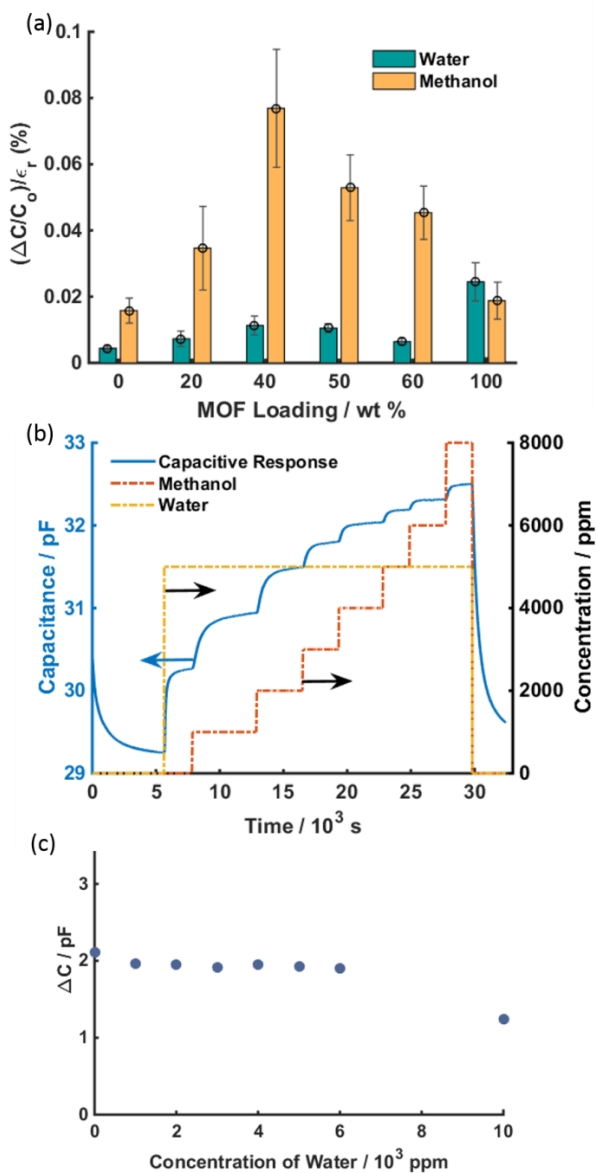 (a)
0.1
0.08
0.06
0.04
0.02
0
(ΔC/C₀)/ϵᵣ (%)
Water
Methanol
0 20 40 50 60 100
MOF Loading / wt %
(b)
33
32
31
30
29
Capacitance / pF
Capacitive Response
Methanol
Water
8000
6000
4000
2000
0
Concentration / ppm
0 5 10 15 20 25 30
Time / 10³ s
(c)
3
2
1
0
ΔC / pF
0 2 4 6 8 10
Concentration of Water / 10³ ppm